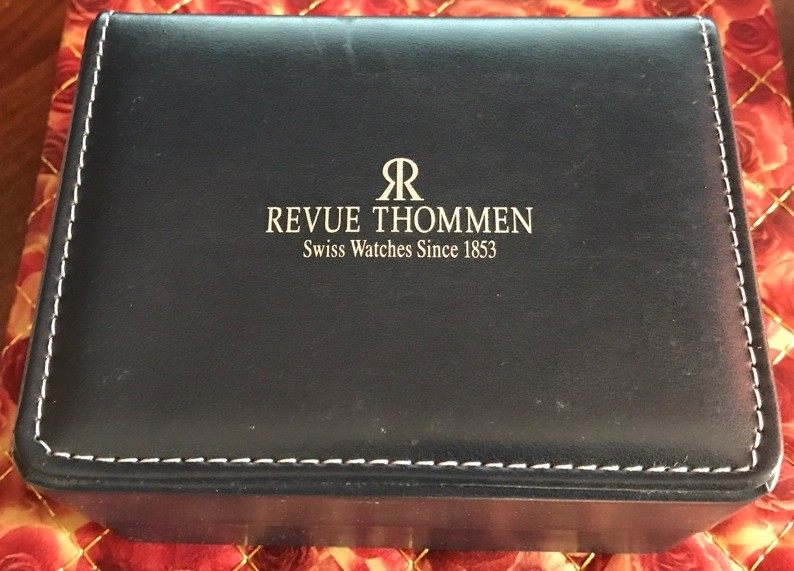 RR
REVUE THOMMEN
Swiss Watches Since 1853